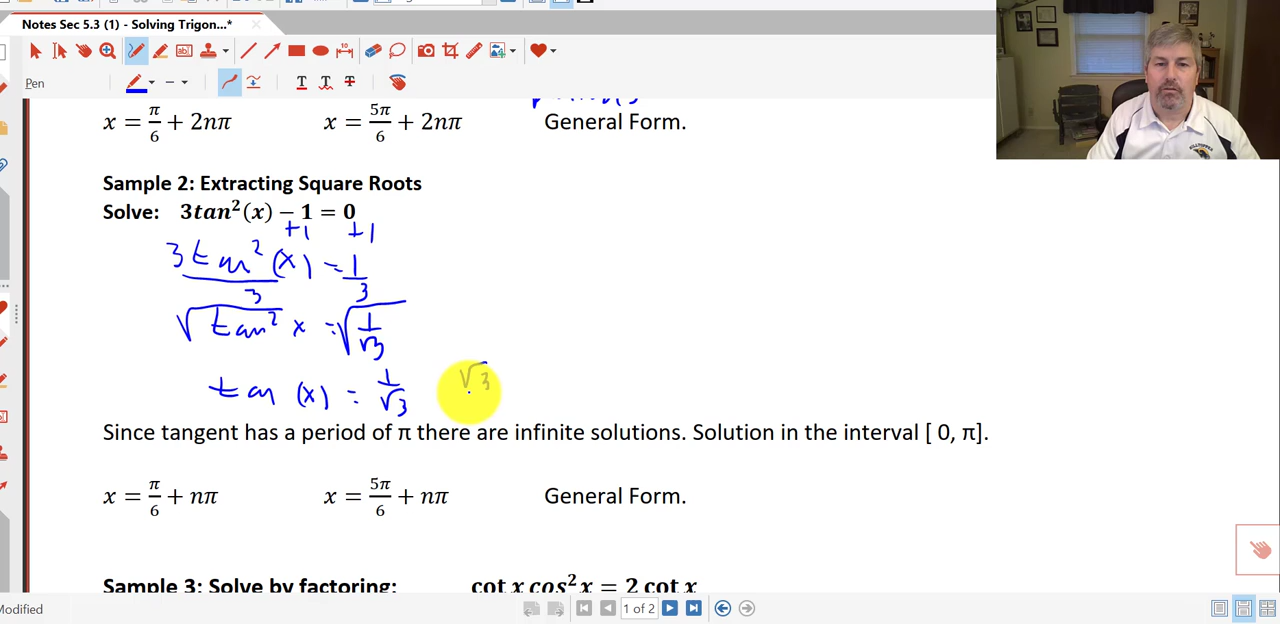 Notes Sec 5.3 (1) - Solving Trigon...*
Pen
x = π/6 + 2nπ x = 5π/6 + 2nπ General Form.
Sample 2: Extracting Square Roots
Solve: 3tan²(x) − 1 = 0
+1 +1
3 tan²(x) = 1
3 3
√tan² x = √1/√3
tan (x) = 1/√3 √3
Since tangent has a period of π there are infinite solutions. Solution in the interval [ 0, π].
x = π/6 + nπ x = 5π/6 + nπ General Form.
Sample 3: Solve by factoring: cot x cos²x = 2 cot x
Modified
1 of 2